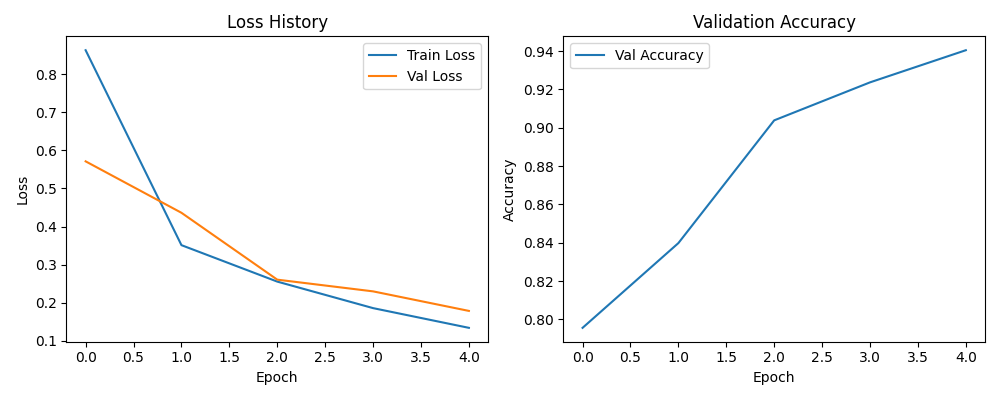 Loss History
Train Loss
Val Loss
0.8
0.7
0.6
0.5
0.4
0.3
0.2
0.1
Loss
0.0 0.5 1.0 1.5 2.0 2.5 3.0 3.5 4.0
Epoch
Validation Accuracy
Val Accuracy
0.94
0.92
0.90
0.88
0.86
0.84
0.82
0.80
Accuracy
0.0 0.5 1.0 1.5 2.0 2.5 3.0 3.5 4.0
Epoch